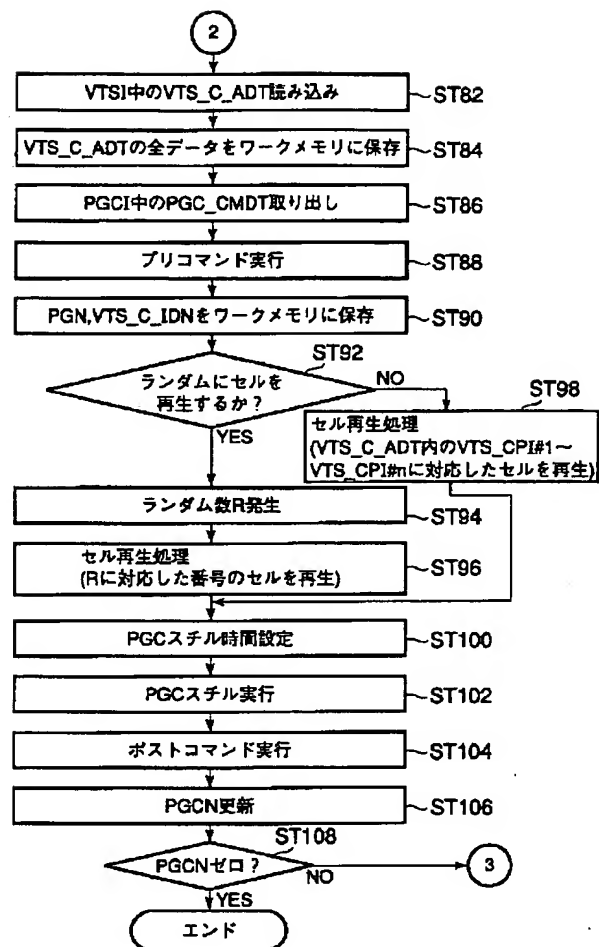 2
VTSI中のVTS_C_ADT読み込み
ST82
VTS_C_ADTの全データをワークメモリに保存
ST84
PGCI中のPGC_CMDT取り出し
ST86
プリコマンド実行
ST88
PGN,VTS_C_IDNをワークメモリに保存
ST90
ST92
ランダムにセルを
再生するか？
NO
YES
ST98
セル再生処理
(VTS_C_ADT内のVTS_CPI#1～
VTS_CPI#nに対応したセルを再生)
ランダム数R発生
ST94
セル再生処理
(Rに対応した番号のセルを再生)
ST96
PGCスチル時間設定
ST100
PGCスチル実行
ST102
ポストコマンド実行
ST104
PGCN更新
ST106
ST108
PGCNゼロ？
NO
3
YES
エンド